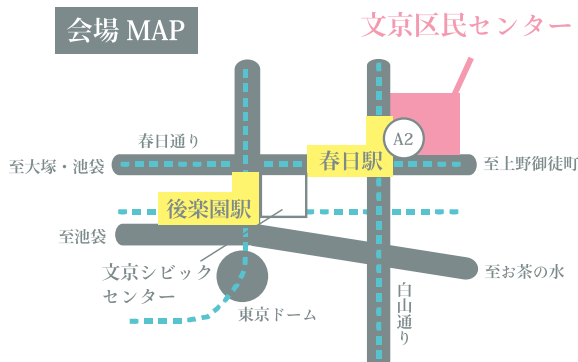 会場 MAP
文京区民センター
春日通り
A2
至大塚・池袋
春日駅
至上野御徒町
後楽園駅
至池袋
文京シビック
センター
至お茶の水
白山通り
東京ドーム